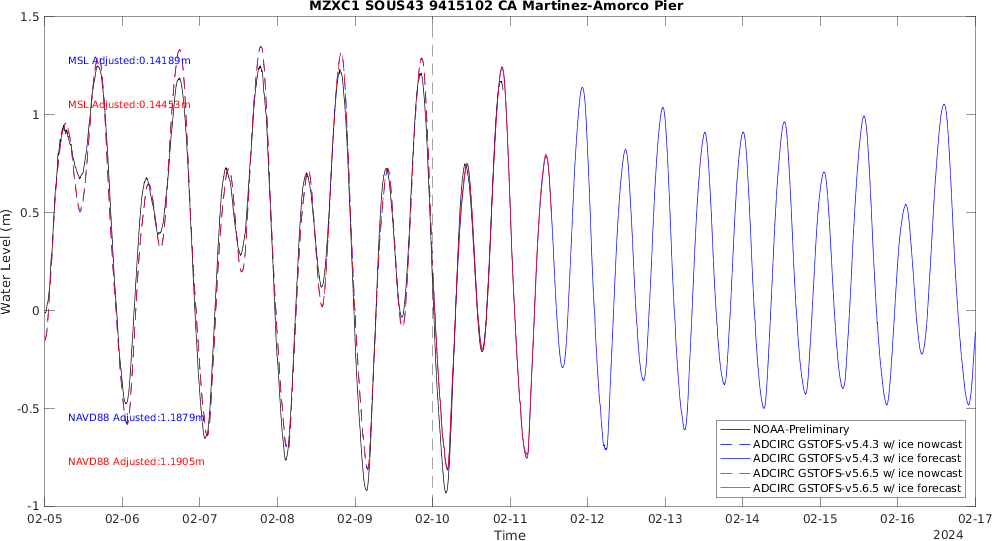 MZXC1 SOUS43 9415102 CA Martinez-Amorco Pier
1.5
MSL Adjusted:0.14189m
MSL Adjusted:0.14453m
1
0.5
Water Level (m)
0
-0.5
NAVD88 Adjusted:1.1879m
NAVD88 Adjusted:1.1905m
-1
NOAA-Preliminary
ADCIRC GSTOFS-v5.4.3 w/ ice nowcast
ADCIRC GSTOFS-v5.4.3 w/ ice forecast
ADCIRC GSTOFS-v5.6.5 w/ ice nowcast
ADCIRC GSTOFS-v5.6.5 w/ ice forecast
02-05 02-06 02-07 02-08 02-09 02-10 02-11 02-12 02-13 02-14 02-15 02-16 02-17
Time
2024